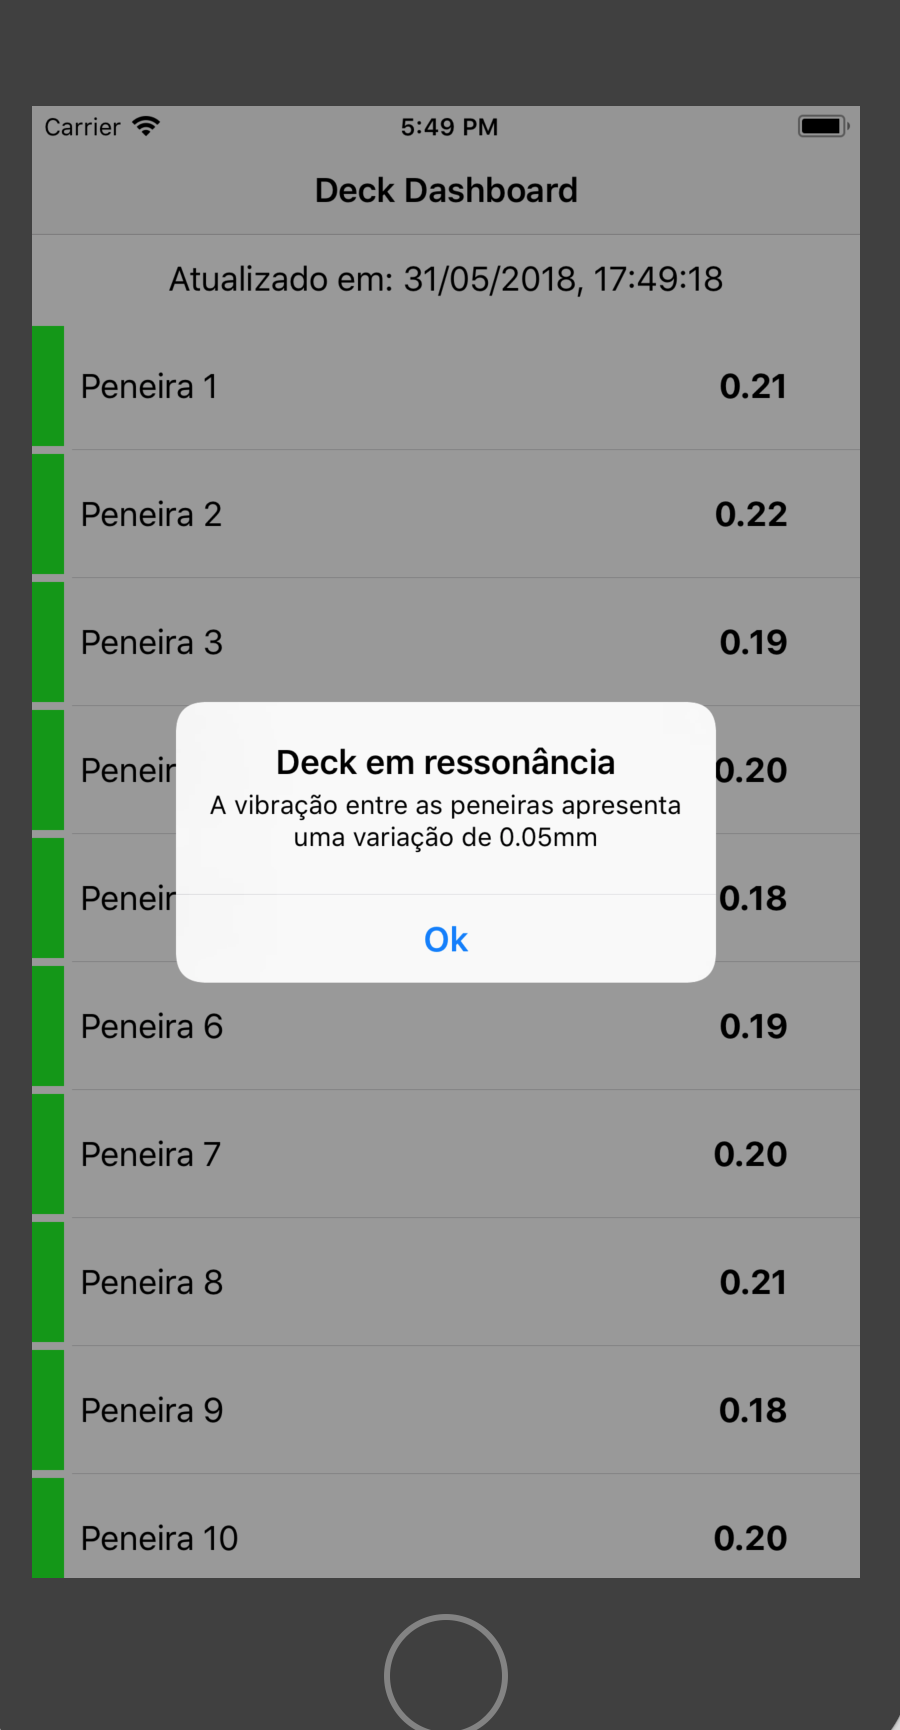 Carrier 5:49 PM
Deck Dashboard
Atualizado em: 31/05/2018, 17:49:18
Peneira 1 0.21
Peneira 2 0.22
Peneira 3 0.19
Peneir 0.20
Peneir 0.18
Deck em ressonância
A vibração entre as peneiras apresenta
uma variação de 0.05mm
Ok
Peneira 6 0.19
Peneira 7 0.20
Peneira 8 0.21
Peneira 9 0.18
Peneira 10 0.20